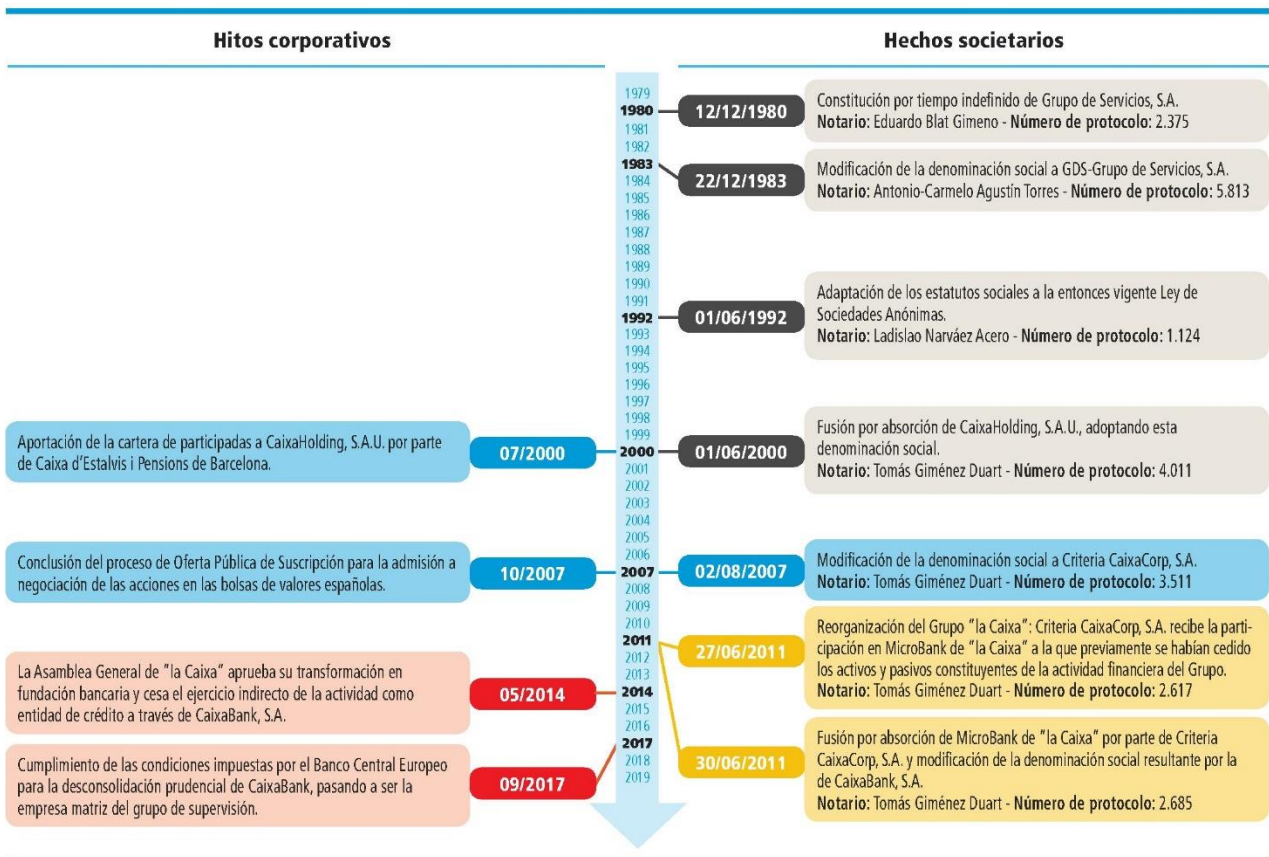 Hitos corporativos
Hechos societarios
1979
1980
1981
1982
1983
1984
1985
1986
1987
1988
1989
1990
1991
1992
1993
1994
1995
1996
1997
1998
1999
2000
2001
2002
2003
2004
2005
2006
2007
2008
2009
2010
2011
2012
2013
2014
2015
2016
2017
2018
2019
12/12/1980
Constitución por tiempo indefinido de Grupo de Servicios, S.A.
Notario: Eduardo Blat Gimeno - Número de protocolo: 2.375
22/12/1983
Modificación de la denominación social a GDS-Grupo de Servicios, S.A.
Notario: Antonio-Carmelo Agustín Torres - Número de protocolo: 5.813
01/06/1992
Adaptación de los estatutos sociales a la entonces vigente Ley de
Sociedades Anónimas.
Notario: Ladislao Narváez Acero - Número de protocolo: 1.124
Aportación de la cartera de participadas a CaixaHolding, S.A.U. por parte
de Caixa d'Estalvis i Pensions de Barcelona.
07/2000
01/06/2000
Fusión por absorción de CaixaHolding, S.A.U., adoptando esta
denominación social.
Notario: Tomás Giménez Duart - Número de protocolo: 4.011
Conclusión del proceso de Oferta Pública de Suscripción para la admisión a
negociación de las acciones en las bolsas de valores españolas.
10/2007
02/08/2007
Modificación de la denominación social a Criteria CaixaCorp, S.A.
Notario: Tomás Giménez Duart - Número de protocolo: 3.511
27/06/2011
Reorganización del Grupo "la Caixa": Criteria CaixaCorp, S.A. recibe la parti-
cipación en MicroBank de "la Caixa" a la que previamente se habían cedido
los activos y pasivos constituyentes de la actividad financiera del Grupo.
Notario: Tomás Giménez Duart - Número de protocolo: 2.617
La Asamblea General de "la Caixa" aprueba su transformación en
fundación bancaria y cesa el ejercicio indirecto de la actividad como
entidad de crédito a través de CaixaBank, S.A.
05/2014
30/06/2011
Fusión por absorción de MicroBank de "la Caixa" por parte de Criteria
CaixaCorp, S.A. y modificación de la denominación social resultante por la
de CaixaBank, S.A.
Notario: Tomás Giménez Duart - Número de protocolo: 2.685
Cumplimiento de las condiciones impuestas por el Banco Central Europeo
para la desconsolidación prudencial de CaixaBank, pasando a ser la
empresa matriz del grupo de supervisión.
09/2017